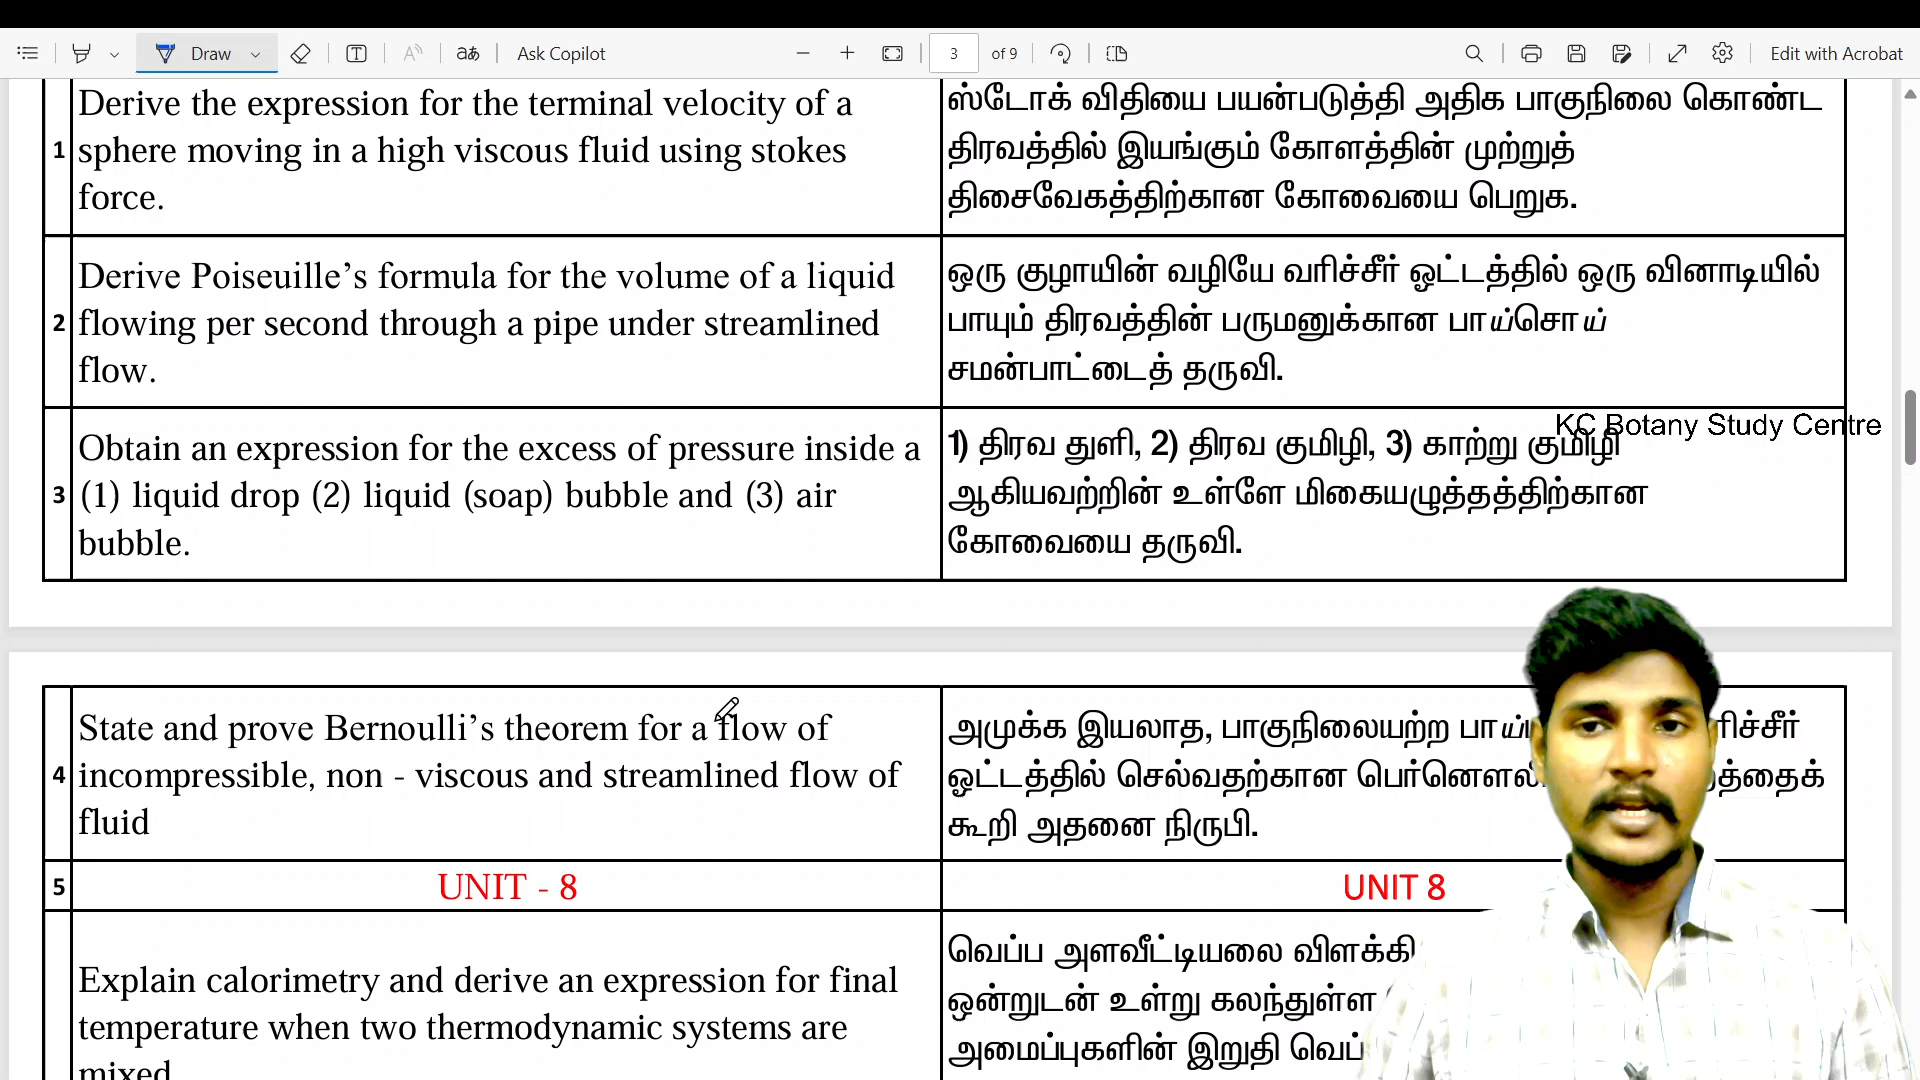 Draw
Ask Copilot
3 of 9
Edit with Acrobat
1
Derive the expression for the terminal velocity of a
sphere moving in a high viscous fluid using stokes
force.
ஸ்டோக் விதியை பயன்படுத்தி அதிக பாகுநிலை கொண்ட
திரவத்தில் இயங்கும் கோளத்தின் முற்றுத்
திசைவேகத்திற்கான கோவையை பெறுக.
2
Derive Poiseuille’s formula for the volume of a liquid
flowing per second through a pipe under streamlined
flow.
ஒரு குழாயின் வழியே வரிச்சீர் ஓட்டத்தில் ஒரு வினாடியில்
பாயும் திரவத்தின் பருமனுக்கான பாய்சொய்
சமன்பாட்டைத் தருவி.
KC Botany Study Centre
3
Obtain an expression for the excess of pressure inside a
(1) liquid drop (2) liquid (soap) bubble and (3) air
bubble.
1) திரவ துளி, 2) திரவ குமிழி, 3) காற்று குமிழி
ஆகியவற்றின் உள்ளே மிகையழுத்தத்திற்கான
கோவையை தருவி.
4
State and prove Bernoulli’s theorem for a flow of
incompressible, non - viscous and streamlined flow of
fluid
அமுக்க இயலாத, பாகுநிலையற்ற
ஓட்டத்தில் செல்வதற்கான
கூறி அதனை நிருபி.
5
UNIT - 8
UNIT 8
Explain calorimetry and derive an expression for final
temperature when two thermodynamic systems are
mixed
வெப்ப அளவீட்டியலை
ஒன்றுடன் உள்று கலந்துள்ள
அமைப்புகளின் இறுதி